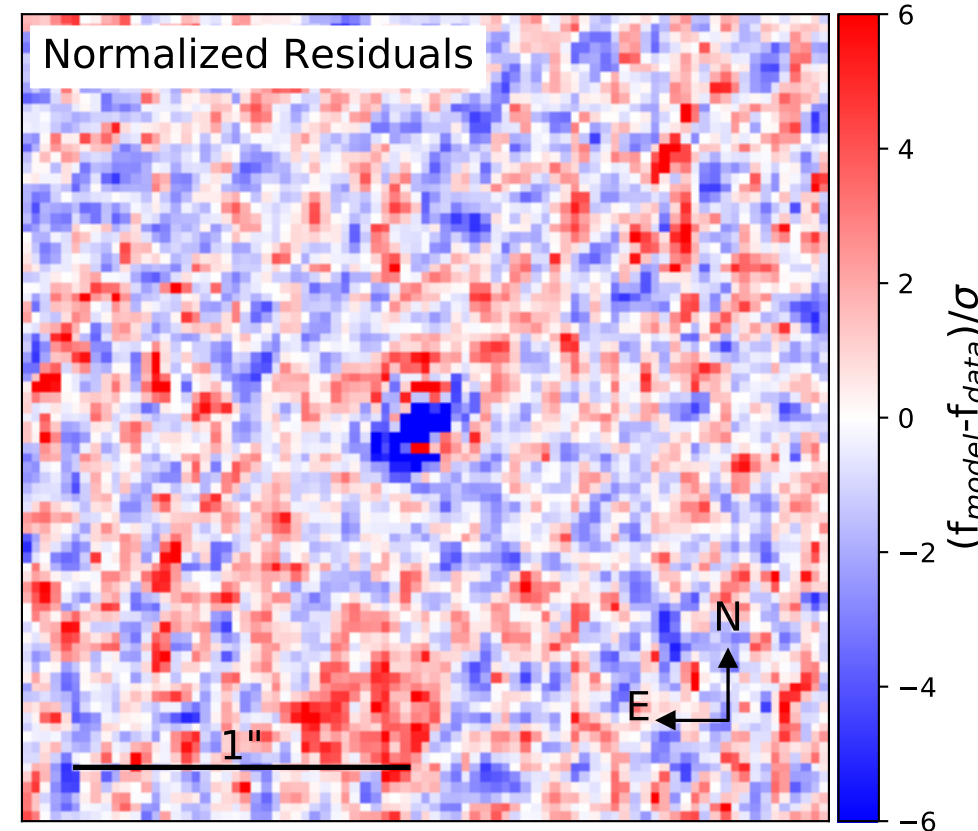 Normalized Residuals
6
4
2
0
−2
−4
−6
(f_model-f_data)/σ
N
E
1"